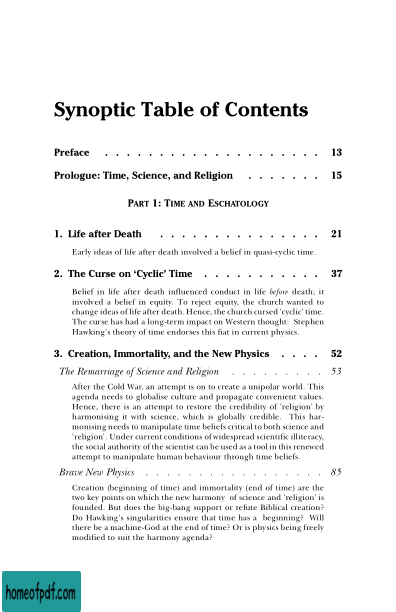 Synoptic Table of Contents
Preface . . . . . . . . . . . . . . . . . . . . 13
Prologue: Time, Science, and Religion . . . . . . . 15
PART 1: TIME AND ESCHATOLOGY
1. Life after Death . . . . . . . . . . . . . . . 21
Early ideas of life after death involved a belief in quasi-cyclic time.
2. The Curse on ‘Cyclic’ Time . . . . . . . . . . . 37
Belief in life after death influenced conduct in life before death; it
involved a belief in equity. To reject equity, the church wanted to
change ideas of life after death. Hence, the church cursed ‘cyclic’ time.
The curse has had a long-term impact on Western thought: Stephen
Hawking’s theory of time endorses this fiat in current physics.
3. Creation, Immortality, and the New Physics . . . . 52
The Remarriage of Science and Religion . . . . . . . . . 53
After the Cold War, an attempt is on to create a unipolar world. This
agenda needs to globalise culture and propagate convenient values.
Hence, there is an attempt to restore the credibility of ‘religion’ by
harmonising it with science, which is globally credible. This har-
monising needs to manipulate time beliefs critical to both science and
‘religion’. Under current conditions of widespread scientific illiteracy,
the social authority of the scientist can be used as a tool in this renewed
attempt to manipulate human behaviour through time beliefs.
Brave New Physics . . . . . . . . . . . . . . . . . 85
Creation (beginning of time) and immortality (end of time) are the
two key points on which the new harmony of science and ‘religion’ is
founded. But does the big-bang support or refute Biblical creation?
Do Hawking’s singularities ensure that time has a beginning? Will
there be a machine-God at the end of time? Or is physics being freely
modified to suit the harmony agenda?
homeofpdf.com